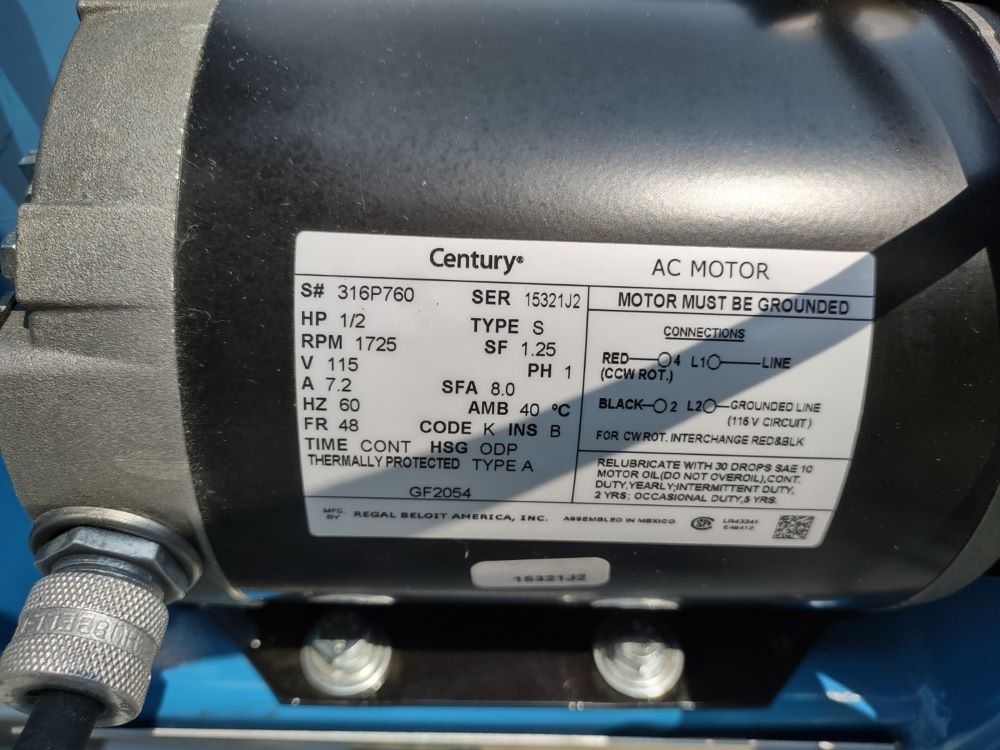 Century®
AC MOTOR
S# 316P760 SER 15321J2
HP 1/2 TYPE S
RPM 1725 SF 1.25
V 115 PH 1
A 7.2 SFA 8.0
HZ 60 AMB 40 ºC
FR 48 CODE K INS B
TIME CONT HSG ODP
THERMALLY PROTECTED TYPE A
GF2054
MOTOR MUST BE GROUNDED
CONNECTIONS
RED 4 L1 LINE
(CCW ROT.)
BLACK 2 L2 GROUNDED LINE
(115 V CIRCUIT)
FOR CW ROT. INTERCHANGE RED&BLK
RELUBRICATE WITH 30 DROPS SAE 10
MOTOR OIL(DO NOT OVEROIL),CONT.
DUTY,YEARLY;INTERMITTENT DUTY,
2 YRS; OCCASIONAL DUTY,5 YRS.
MFG. BY REGAL BELOIT AMERICA, INC. ASSEMBLED IN MEXICO
LR43341
15321J2